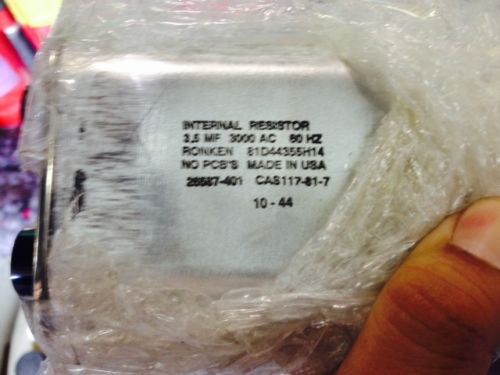 INTERNAL RESISTOR
3.5 MF 3000 AC 60 HZ
RONKEN 81D44355H14
NO PCB'S MADE IN USA
26587-401 CAS117-81-7
10-44